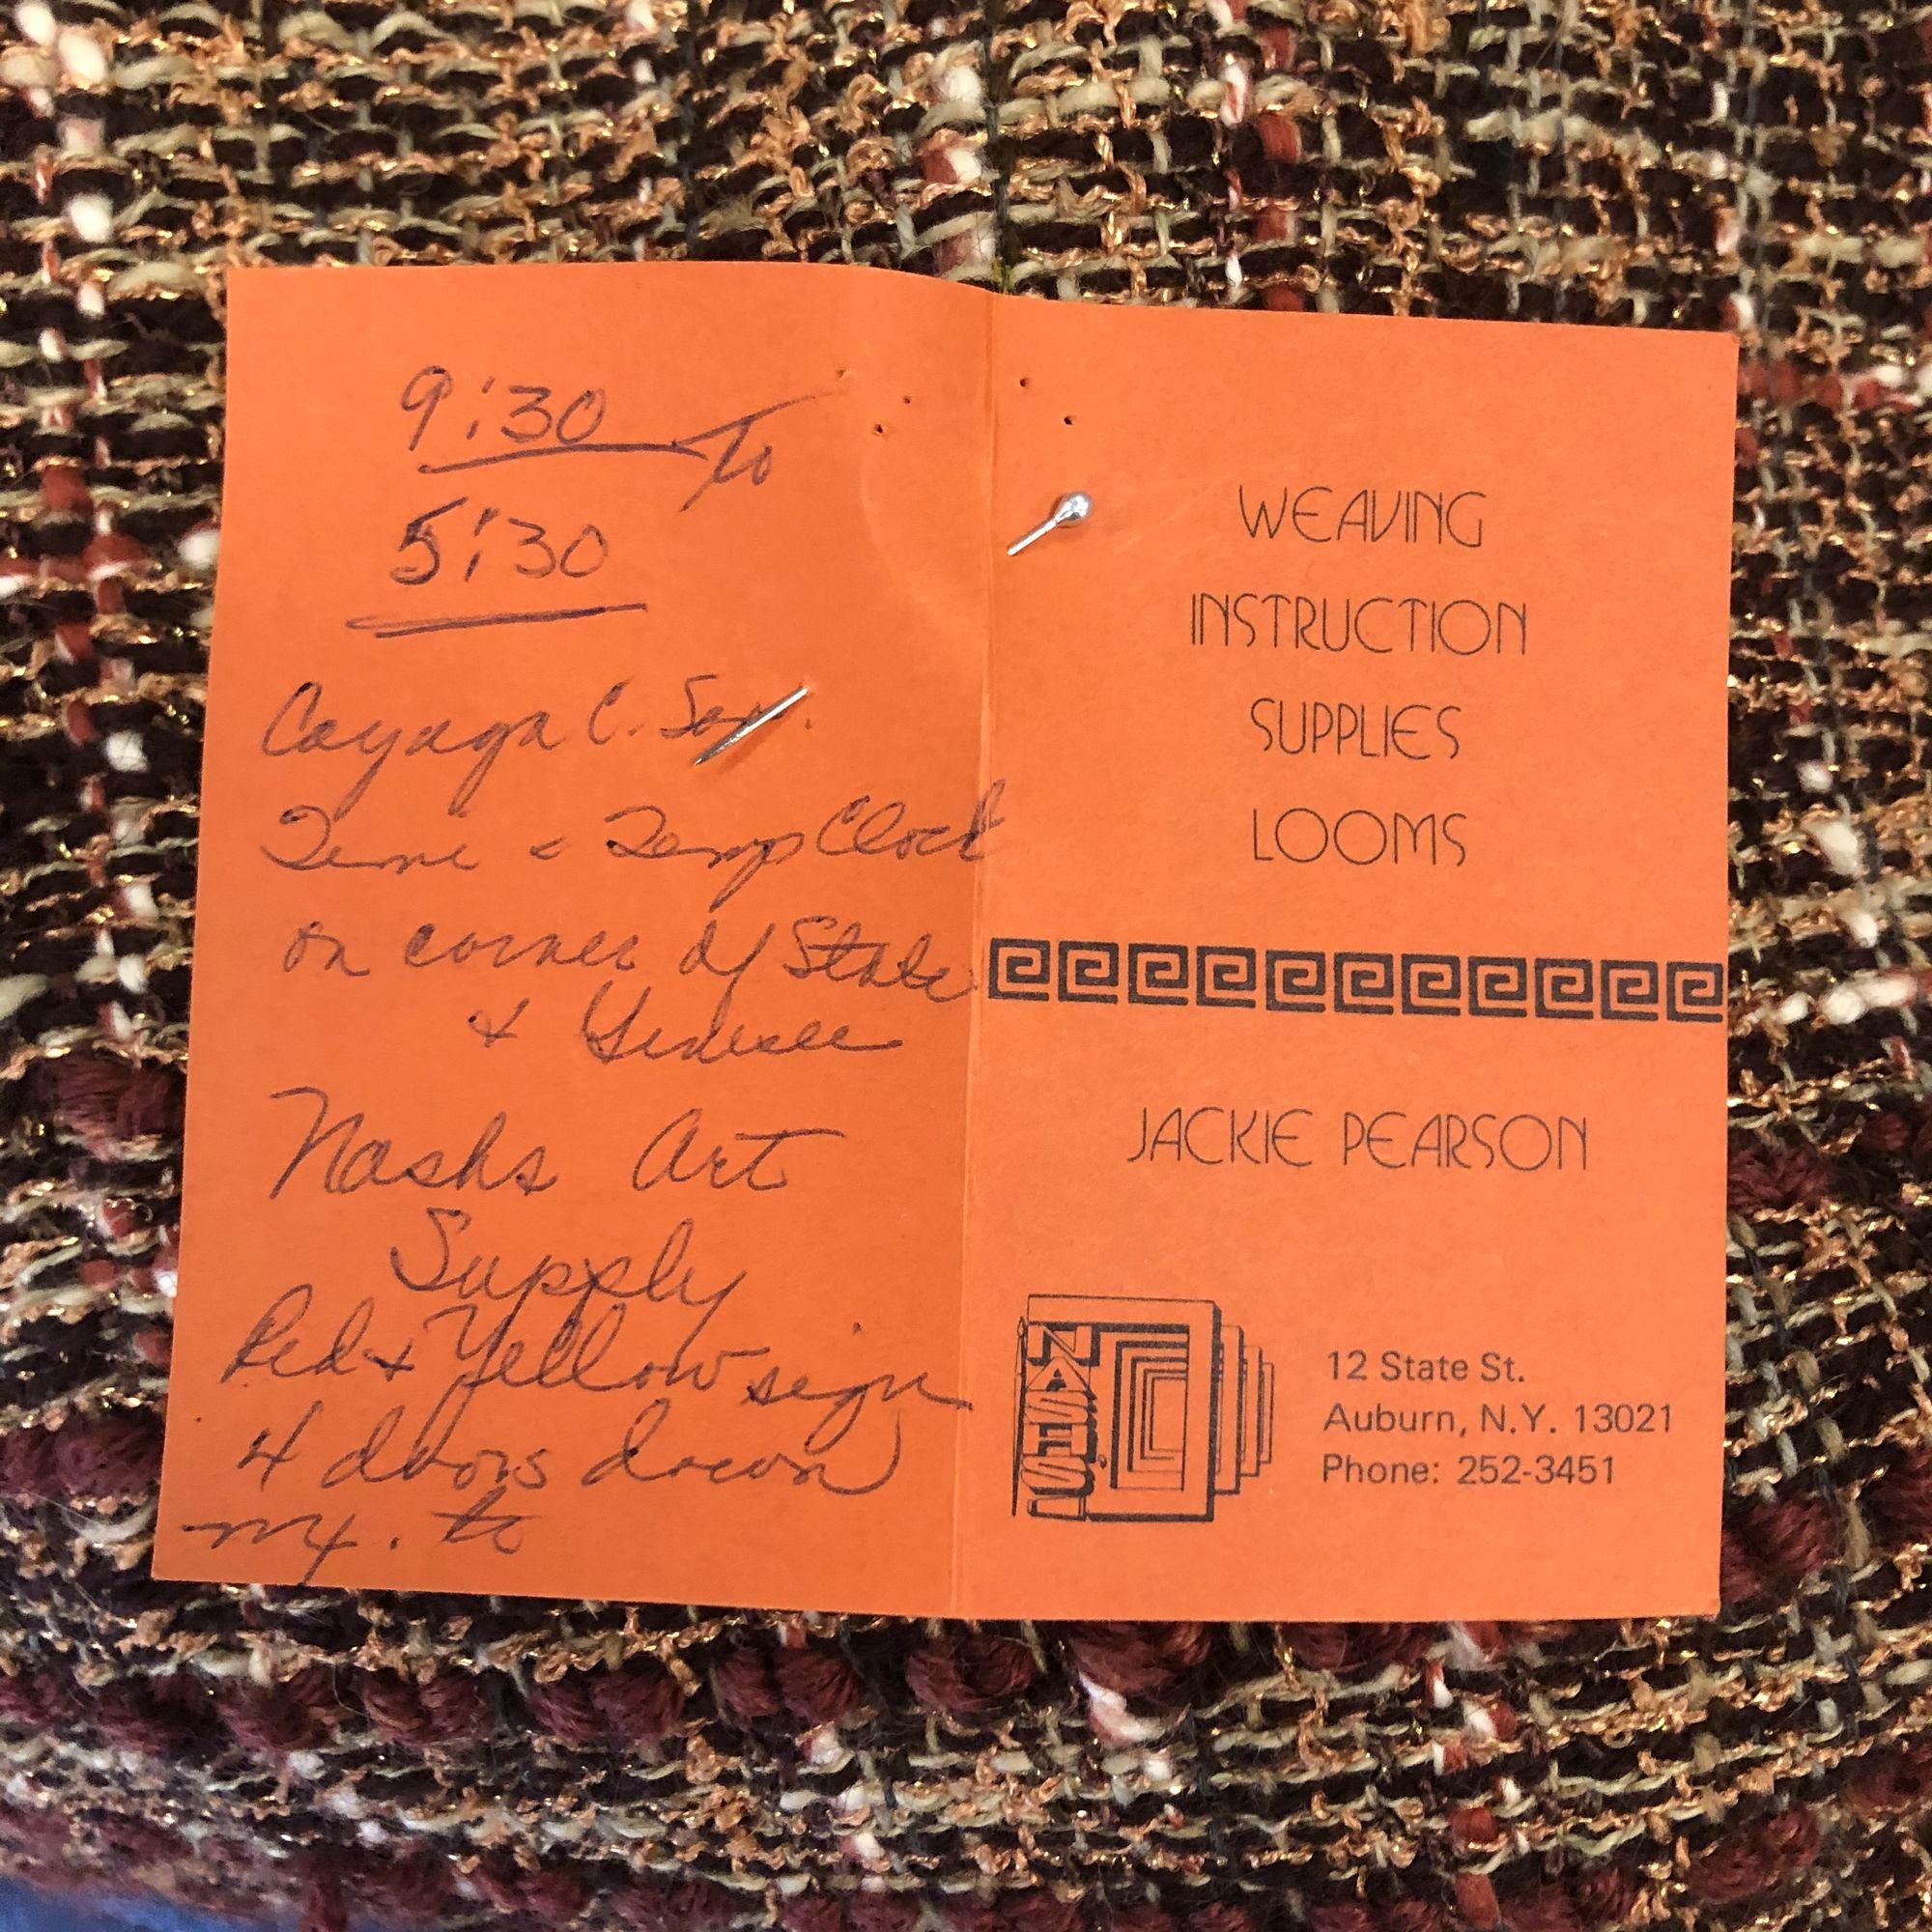 9:30 to
5:30
Cayuga C. Sav.
Time & Temp Clock
on corner of State
& Genesee
Nashs Art
Supply
Red & Yellow sign
4 doors down
to
WEAVING
INSTRUCTION
SUPPLIES
LOOMS
JACKIE PEARSON
NASH'S
12 State St.
Auburn, N.Y. 13021
Phone: 252-3451